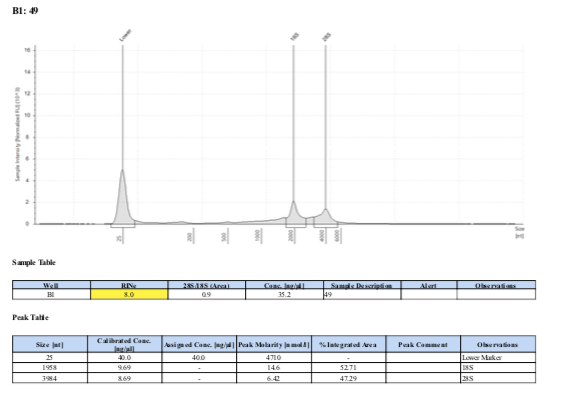 B1: 49
Lower
18S
28S
Sample Intensity [Normalized FU] (10^3)
16
14
12
10
8
6
4
2
0
25
200
500
1000
2000
4000
6000
Size
[nt]
Sample Table
Well RINe 28S/18S (Area) Conc. [ng/µl] Sample Description Alert Observations
B1 8.0 0.9 35.2 49
Peak Table
Size [nt] Calibrated Conc. [ng/µl] Assigned Conc. [ng/µl] Peak Molarity [nmol/l] % Integrated Area Peak Comment Observations
25 40.0 40.0 4710 - Lower Marker
1958 9.69 - 14.6 52.71 18S
3984 8.69 - 6.42 47.29 28S